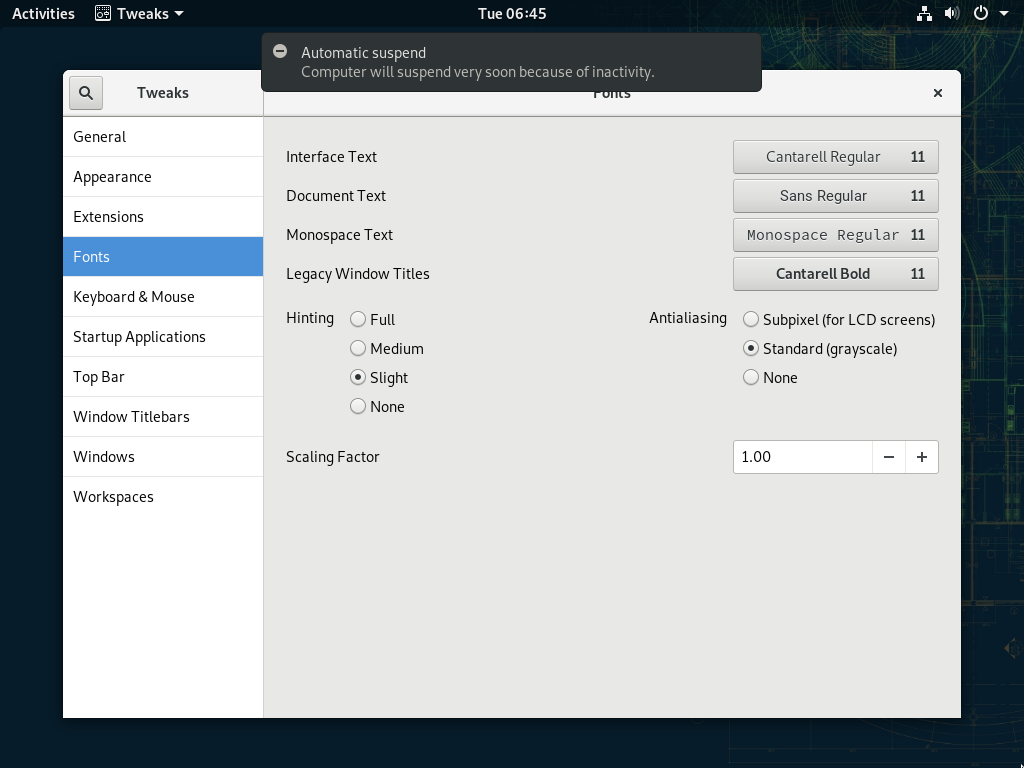 Activities Tweaks Tue 06:45
Automatic suspend
Computer will suspend very soon because of inactivity.
Tweaks Fonts
General
Appearance
Extensions
Fonts
Keyboard & Mouse
Startup Applications
Top Bar
Window Titlebars
Windows
Workspaces
Interface Text Cantarell Regular 11
Document Text Sans Regular 11
Monospace Text Monospace Regular 11
Legacy Window Titles Cantarell Bold 11
Hinting Full Antialiasing Subpixel (for LCD screens)
Medium Standard (grayscale)
Slight None
None
Scaling Factor 1.00 − +